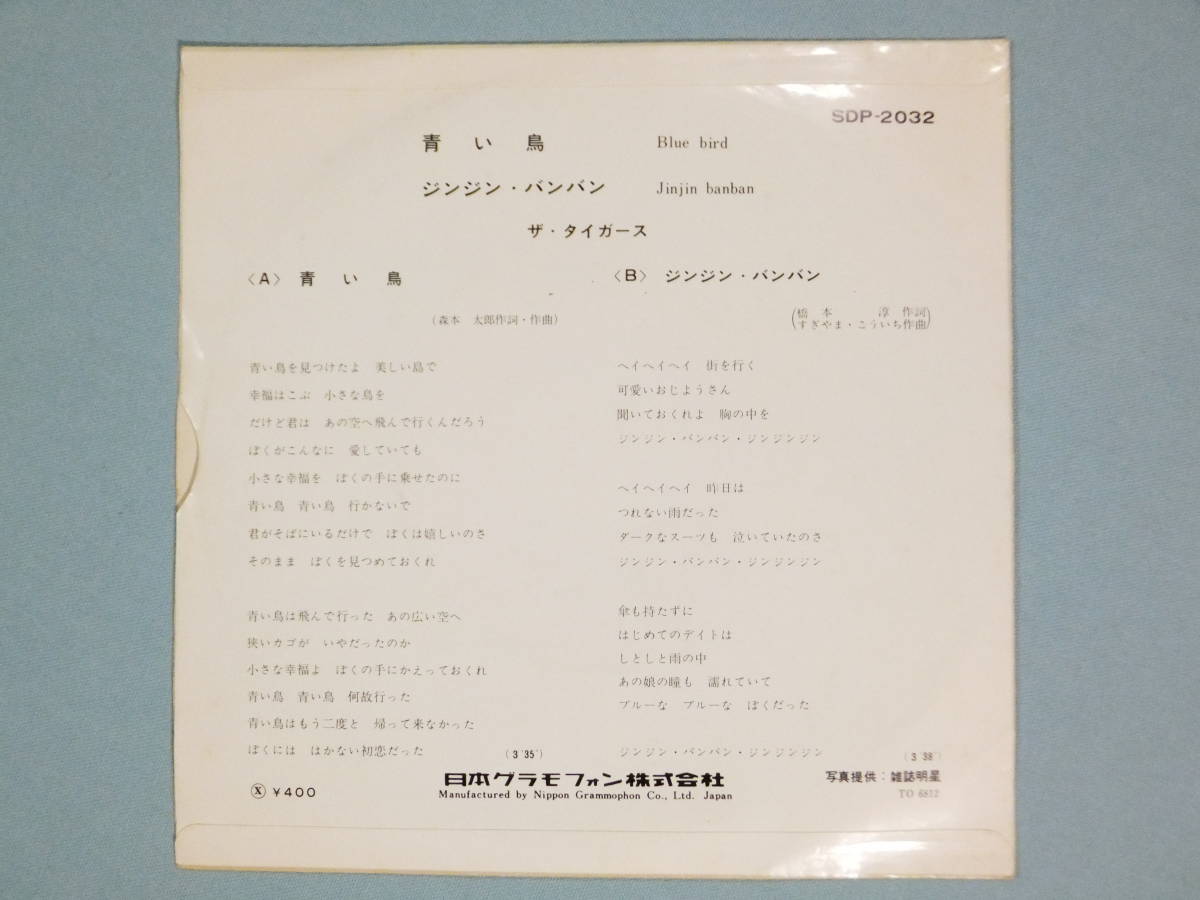 SDP-2032
青い鳥 Blue bird
ジンジン・バンバン Jinjin banban
ザ・タイガース
〈A〉 青い鳥
(森本 太郎作詞・作曲)
青い鳥を見つけたよ 美しい島で
幸福はこぶ 小さな鳥を
だけど君は あの空へ飛んで行くんだろう
ぼくがこんなに 愛していても
小さな幸福を ぼくの手に乗せたのに
青い鳥 青い鳥 行かないで
君がそばにいるだけで ぼくは嬉しいのさ
そのまま ぼくを見つめておくれ
青い鳥は飛んで行った あの広い空へ
狭いカゴが いやだったのか
小さな幸福よ ぼくの手にかえっておくれ
青い鳥 青い鳥 何故行った
青い鳥はもう二度と 帰って来なかった
ぼくには はかない初恋だった
(3'35")
〈B〉 ジンジン・バンバン
(橋本 淳作詞
すぎやま・こういち作曲)
ヘイヘイヘイ 街を行く
可愛いおじようさん
聞いておくれよ 胸の中を
ジンジン・バンバン・ジンジンジン
ヘイヘイヘイ 昨日は
つれない雨だった
ダークなスーツも 泣いていたのさ
ジンジン・バンバン・ジンジンジン
傘も持たずに
はじめてのデイトは
しとしと雨の中
あの娘の瞳も 濡れていて
ブルーな ブルーな ぼくだった
ジンジン・バンバン・ジンジンジン
(3'38")
Ⓧ ¥400
日本グラモフォン株式会社
Manufactured by Nippon Grammophon Co., Ltd. Japan
写真提供：雑誌明星
TO 6812